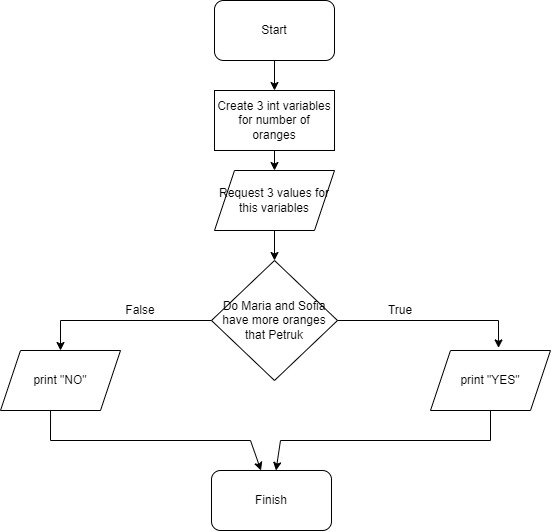 Start
Create 3 int variables
for number of
oranges
Request 3 values for
this variables
Do Maria and Sofia
have more oranges
that Petruk
False
True
print "NO"
print "YES"
Finish